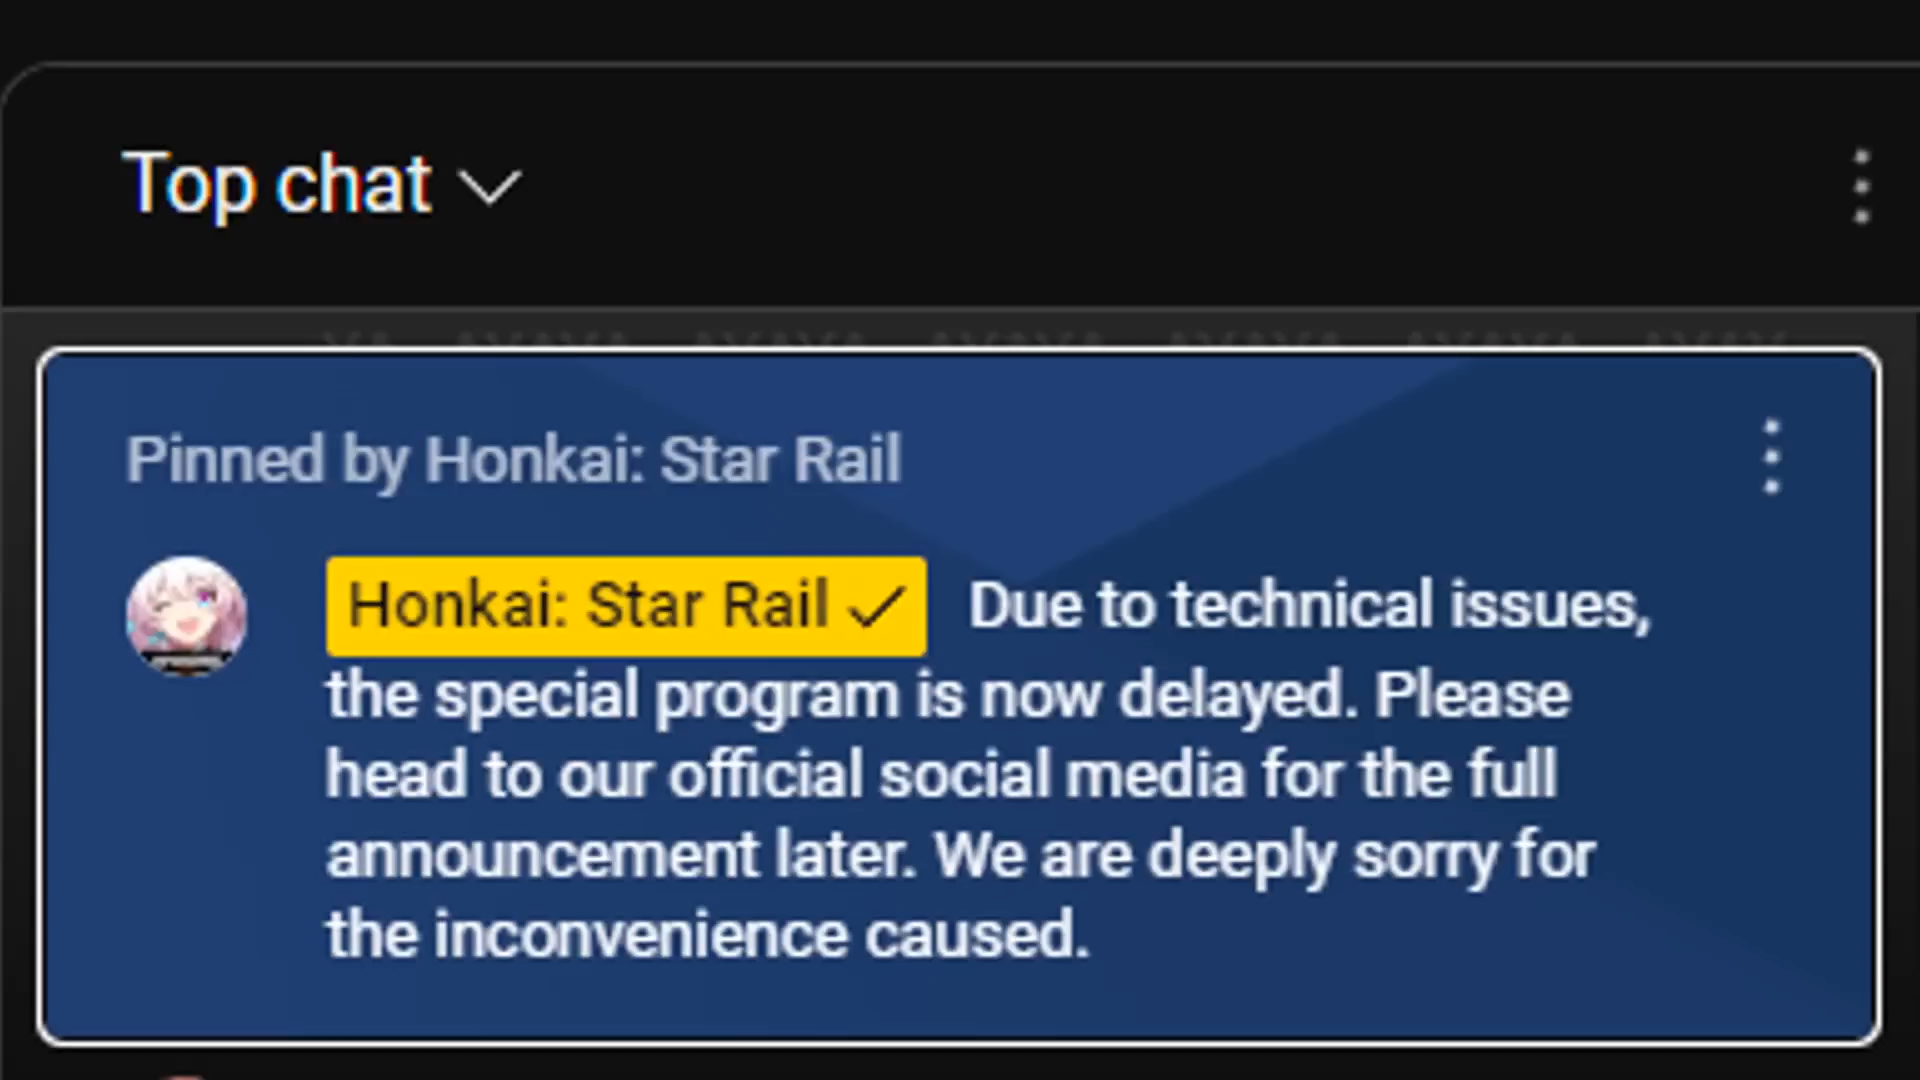 Top chat
Pinned by Honkai: Star Rail
Honkai: Star Rail ✓ Due to technical issues,
the special program is now delayed. Please
head to our official social media for the full
announcement later. We are deeply sorry for
the inconvenience caused.